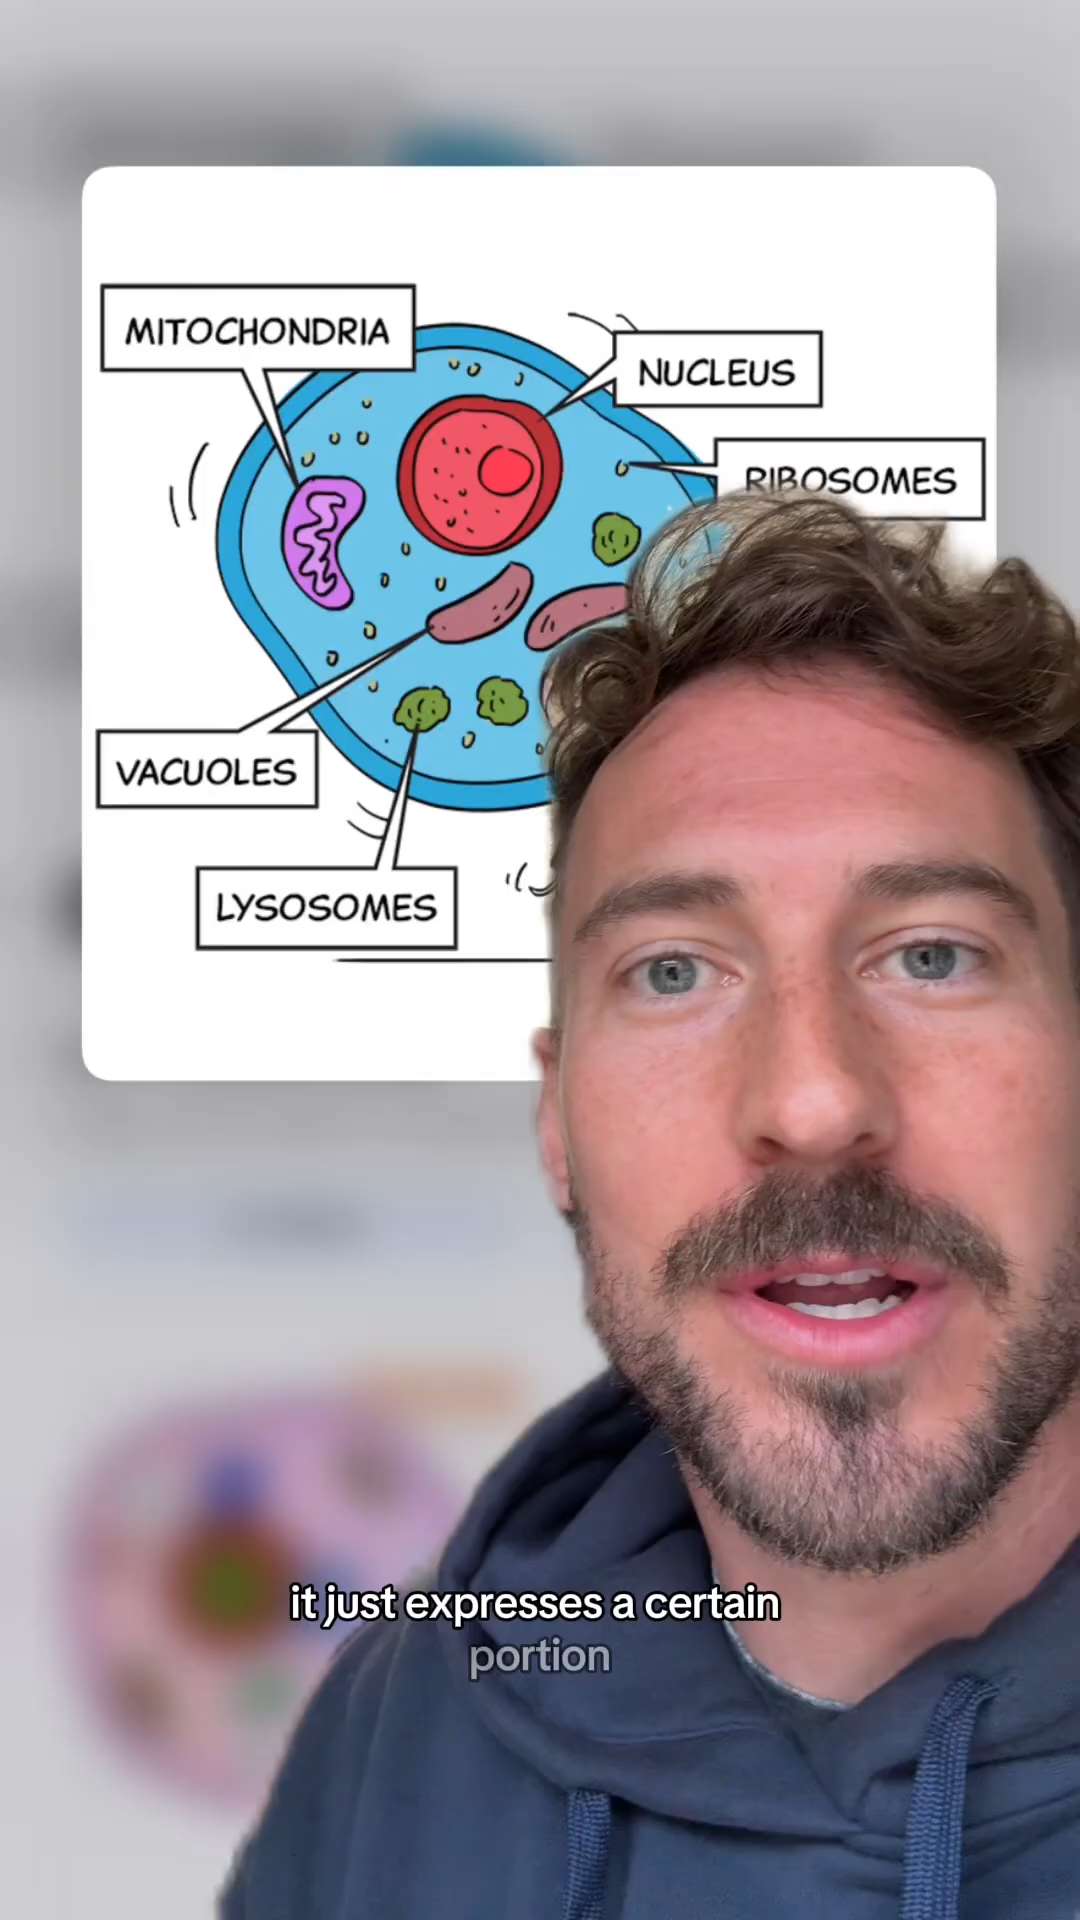 MITOCHONDRIA
NUCLEUS
RIBOSOMES
VACUOLES
LYSOSOMES
it just expresses a certain
portion